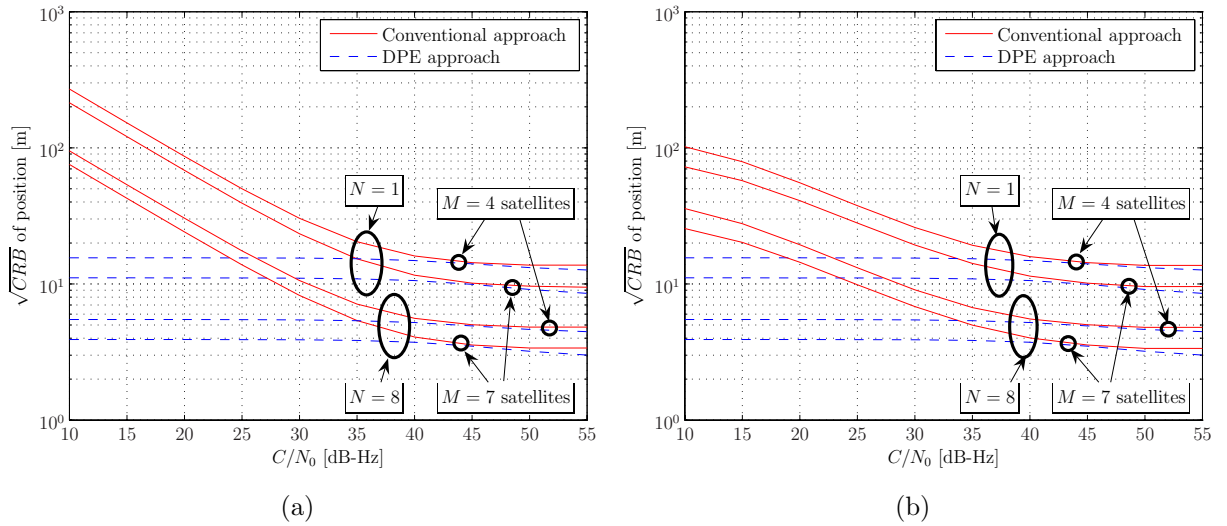 10^3
10^2
10^1
10^0
√CRB of position [m]
Conventional approach
DPE approach
N = 1
M = 4 satellites
N = 8
M = 7 satellites
10 15 20 25 30 35 40 45 50 55
C/N_0 [dB-Hz]
(a)
10^3
10^2
10^1
10^0
√CRB of position [m]
Conventional approach
DPE approach
N = 1
M = 4 satellites
N = 8
M = 7 satellites
10 15 20 25 30 35 40 45 50 55
C/N_0 [dB-Hz]
(b)